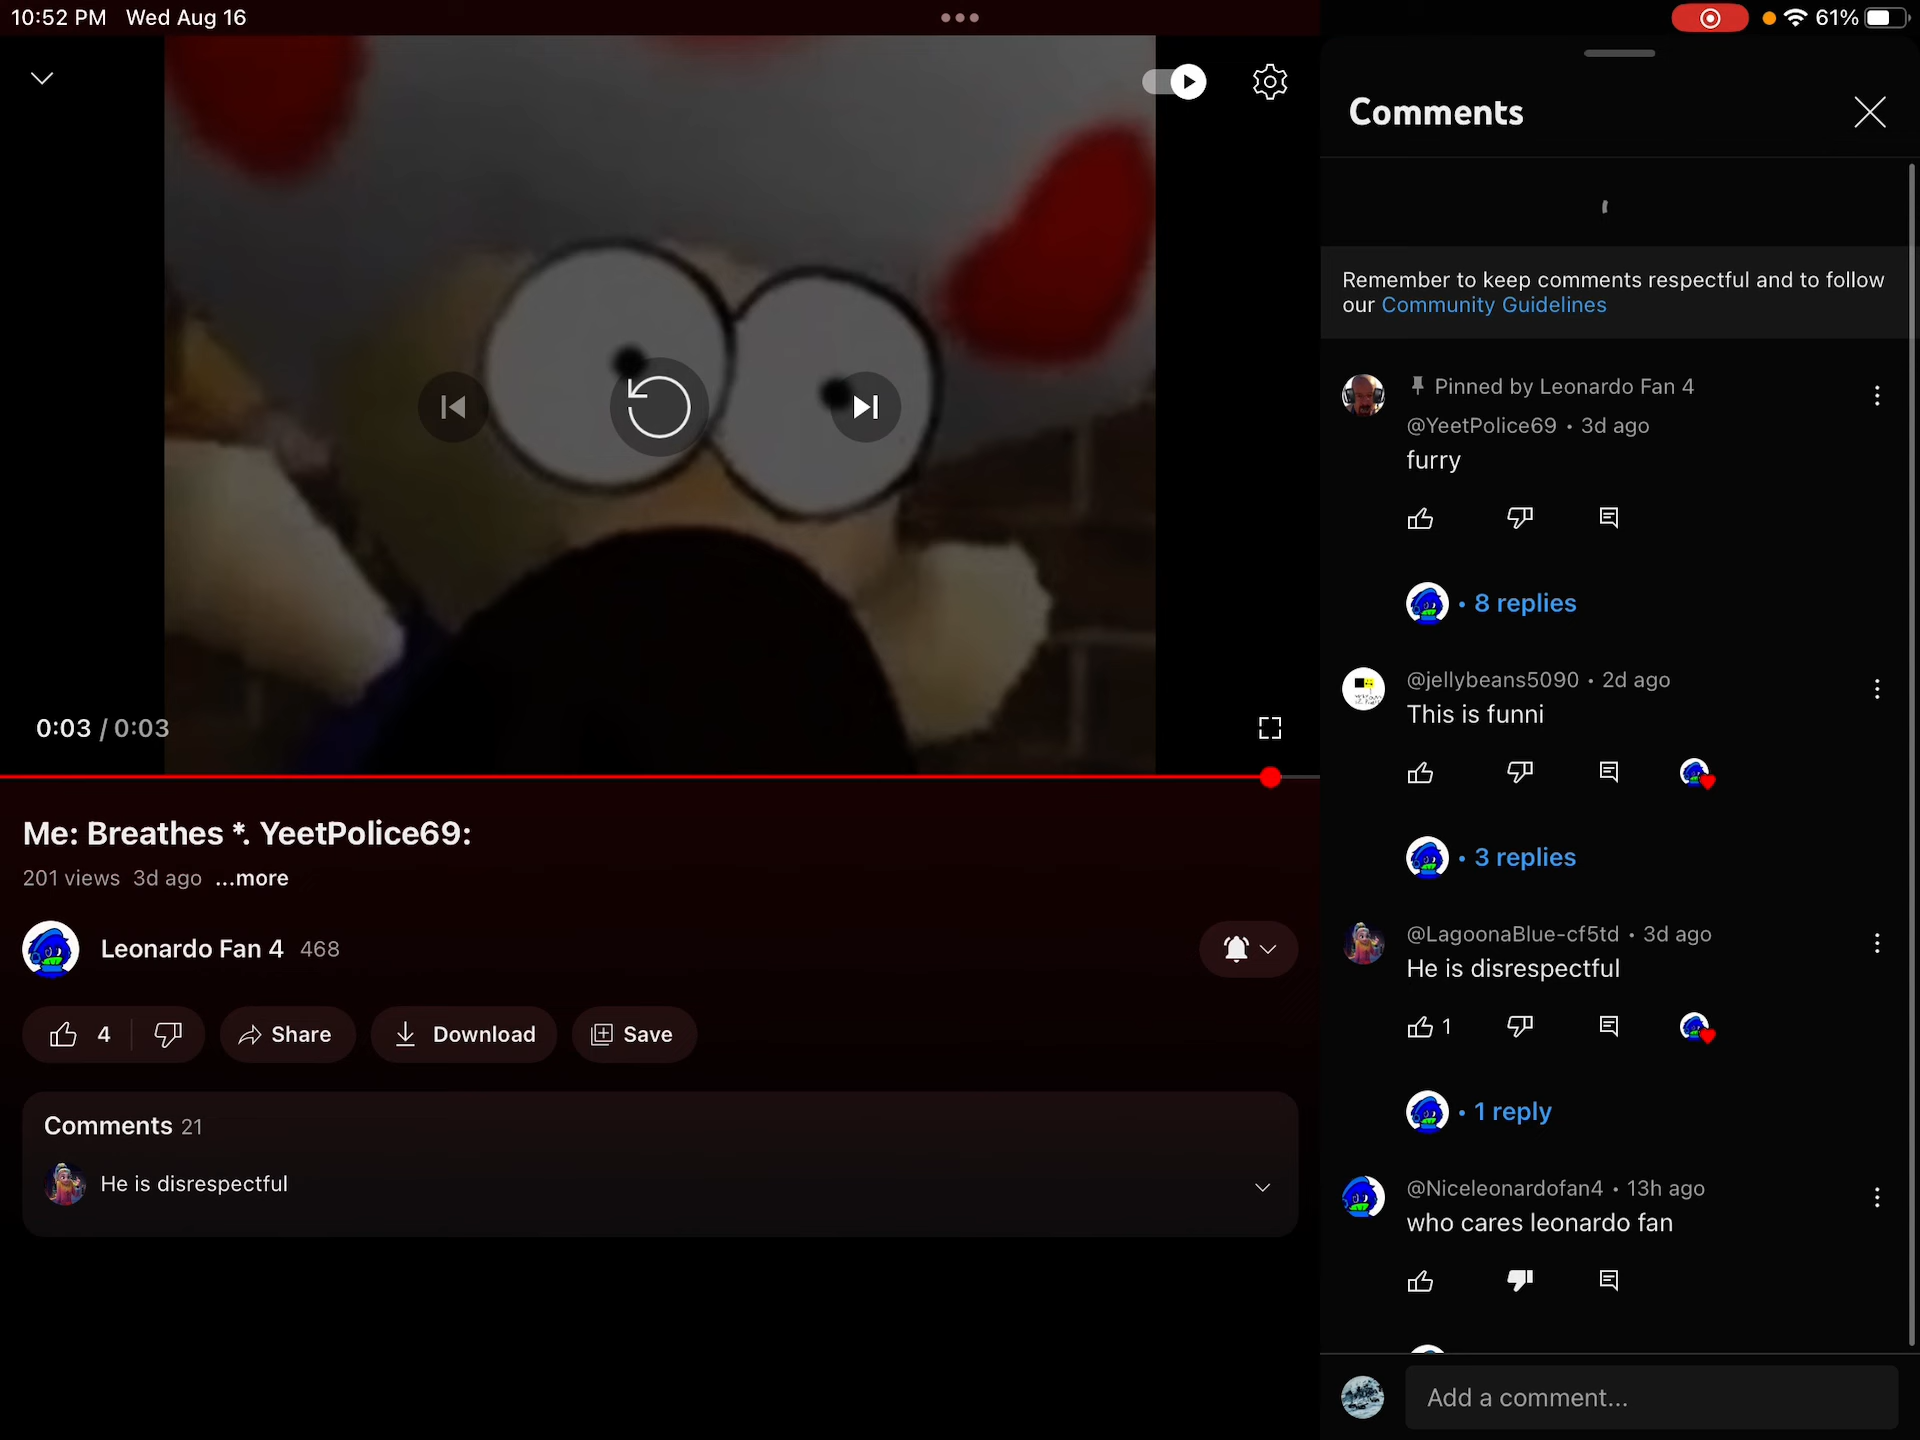 10:52 PM Wed Aug 16
61%
0:03 / 0:03
Me: Breathes *. YeetPolice69:
201 views 3d ago ...more
Leonardo Fan 4 468
4
Share
Download
Save
Comments 21
He is disrespectful
Comments
Remember to keep comments respectful and to follow
our Community Guidelines
Pinned by Leonardo Fan 4
@YeetPolice69 • 3d ago
furry
• 8 replies
@jellybeans5090 • 2d ago
This is funni
• 3 replies
@LagoonaBlue-cf5td • 3d ago
He is disrespectful
1
• 1 reply
@Niceleonardofan4 • 13h ago
who cares leonardo fan
Add a comment...